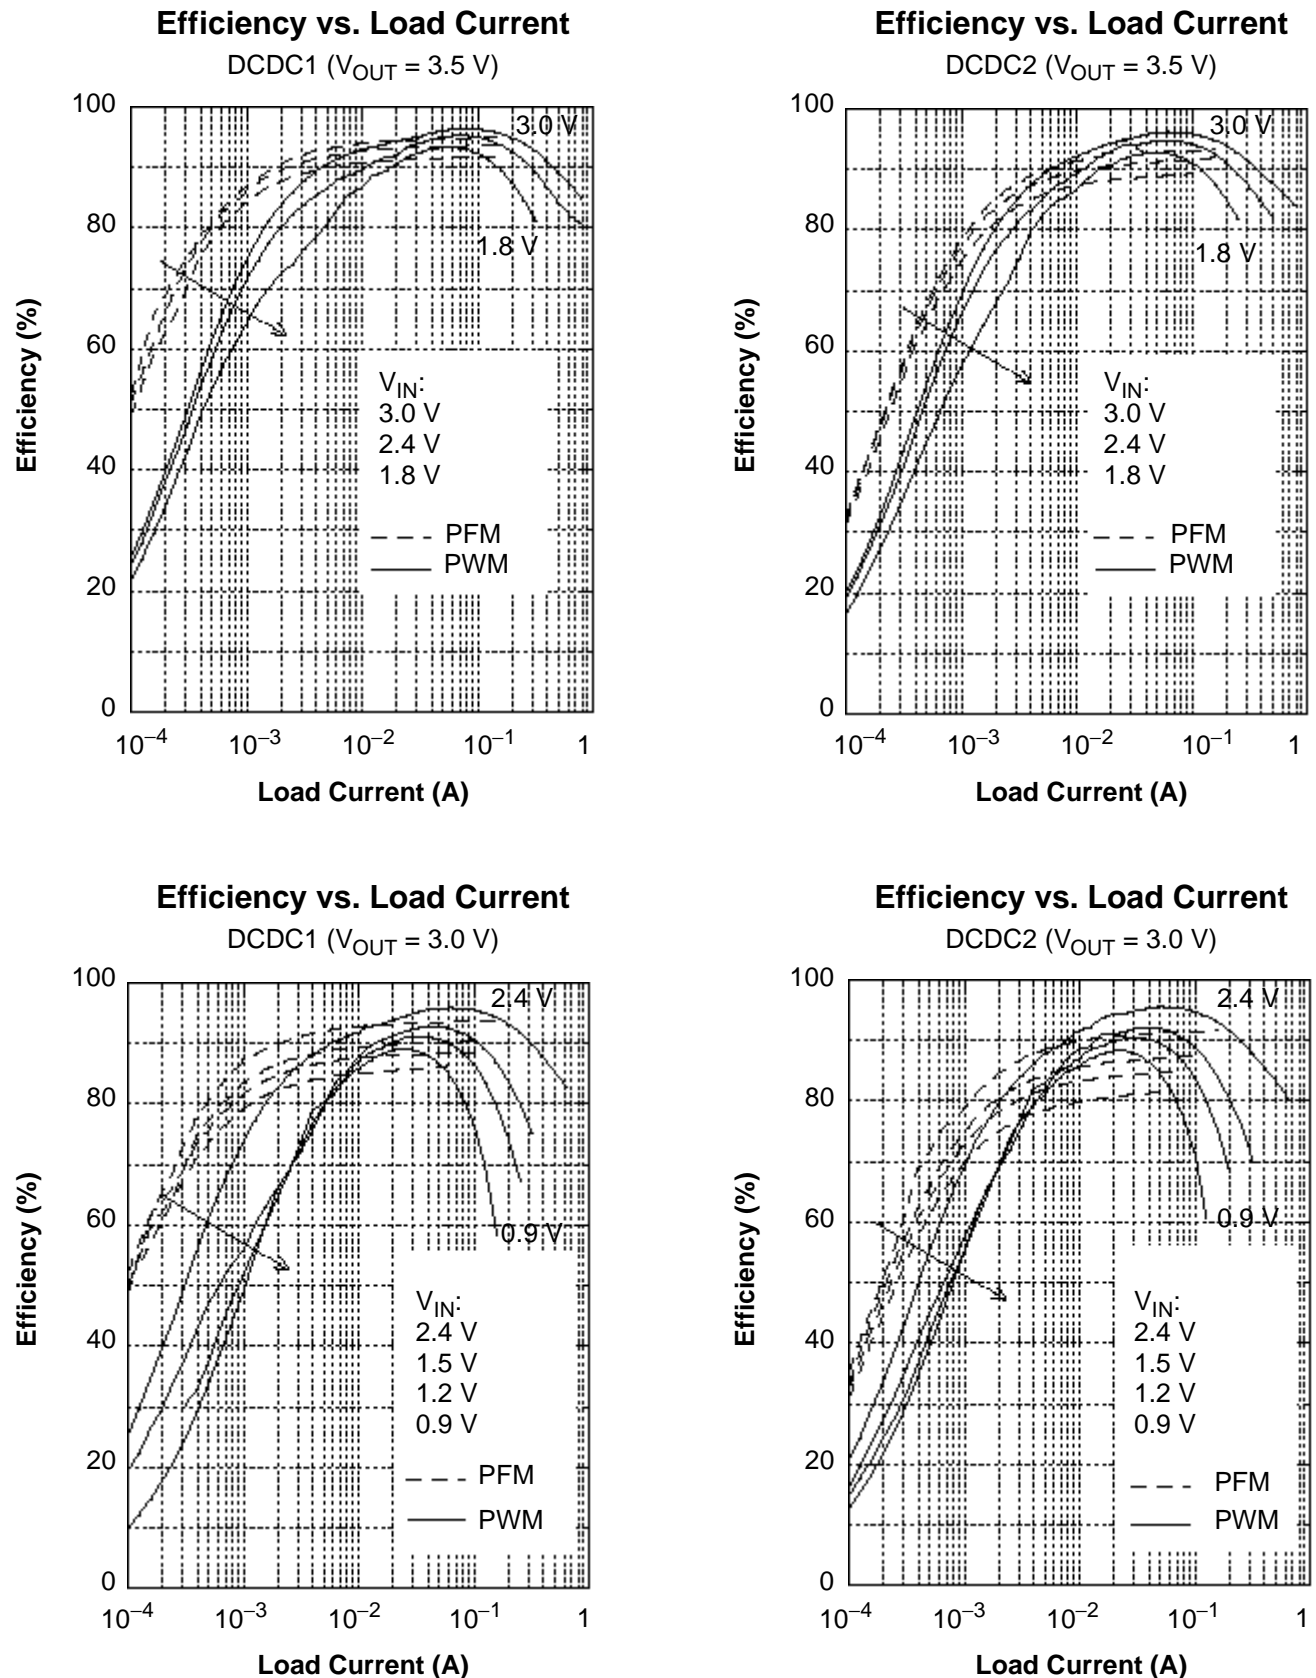 Efficiency vs. Load Current
DCDC1 (VOUT = 3.5 V)
100
80
60
40
20
0
Efficiency (%)
3.0 V
1.8 V
VIN:
3.0 V
2.4 V
1.8 V
PFM
PWM
10–4
10–3
10–2
10–1
1
Load Current (A)
Efficiency vs. Load Current
DCDC2 (VOUT = 3.5 V)
100
80
60
40
20
0
Efficiency (%)
3.0 V
1.8 V
VIN:
3.0 V
2.4 V
1.8 V
PFM
PWM
10–4
10–3
10–2
10–1
1
Load Current (A)
Efficiency vs. Load Current
DCDC1 (VOUT = 3.0 V)
100
80
60
40
20
0
Efficiency (%)
2.4 V
0.9 V
VIN:
2.4 V
1.5 V
1.2 V
0.9 V
PFM
PWM
10–4
10–3
10–2
10–1
1
Load Current (A)
Efficiency vs. Load Current
DCDC2 (VOUT = 3.0 V)
100
80
60
40
20
0
Efficiency (%)
2.4 V
0.9 V
VIN:
2.4 V
1.5 V
1.2 V
0.9 V
PFM
PWM
10–4
10–3
10–2
10–1
1
Load Current (A)